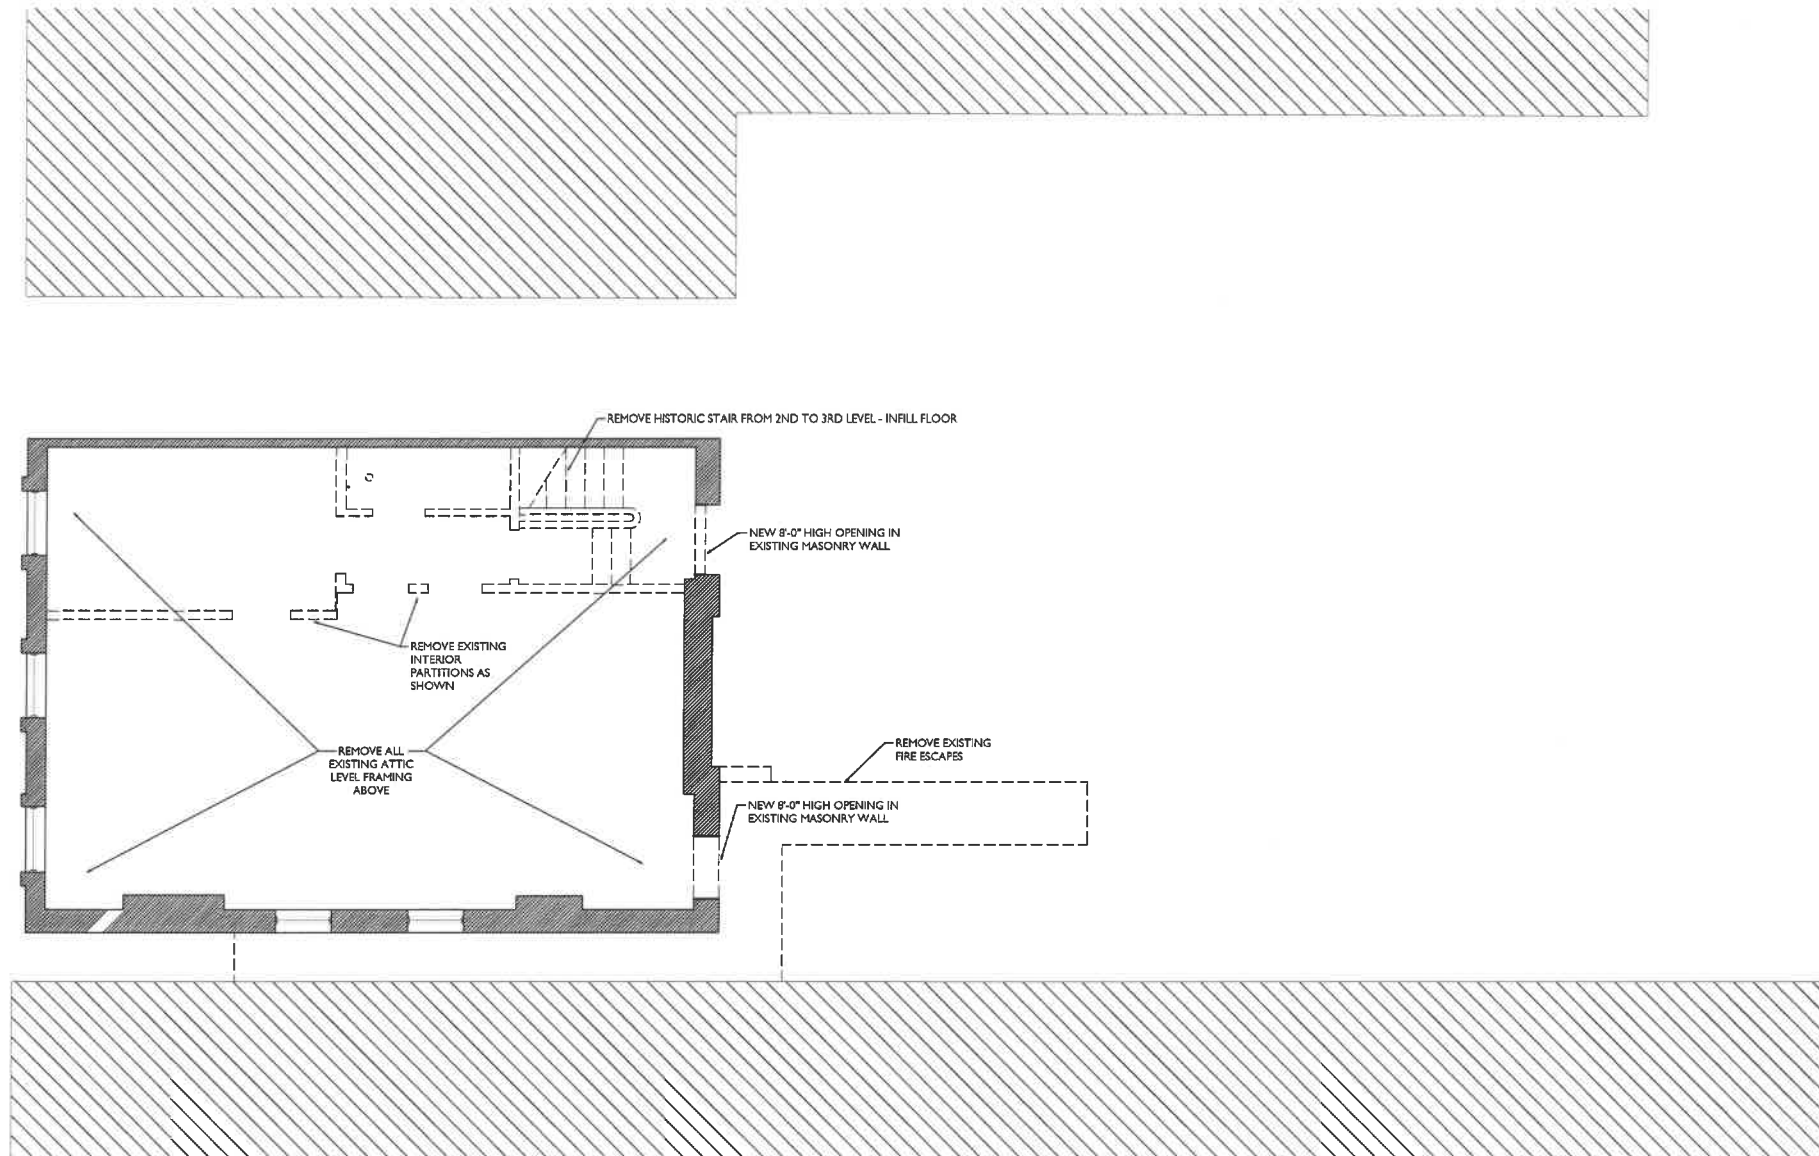 REMOVE HISTORIC STAIR FROM 2ND TO 3RD LEVEL - INFILL FLOOR
NEW 8'-0" HIGH OPENING IN
EXISTING MASONRY WALL
REMOVE EXISTING
INTERIOR
PARTITIONS AS
SHOWN
REMOVE ALL
EXISTING ATTIC
LEVEL FRAMING
ABOVE
REMOVE EXISTING
FIRE ESCAPES
NEW 8'-0" HIGH OPENING IN
EXISTING MASONRY WALL